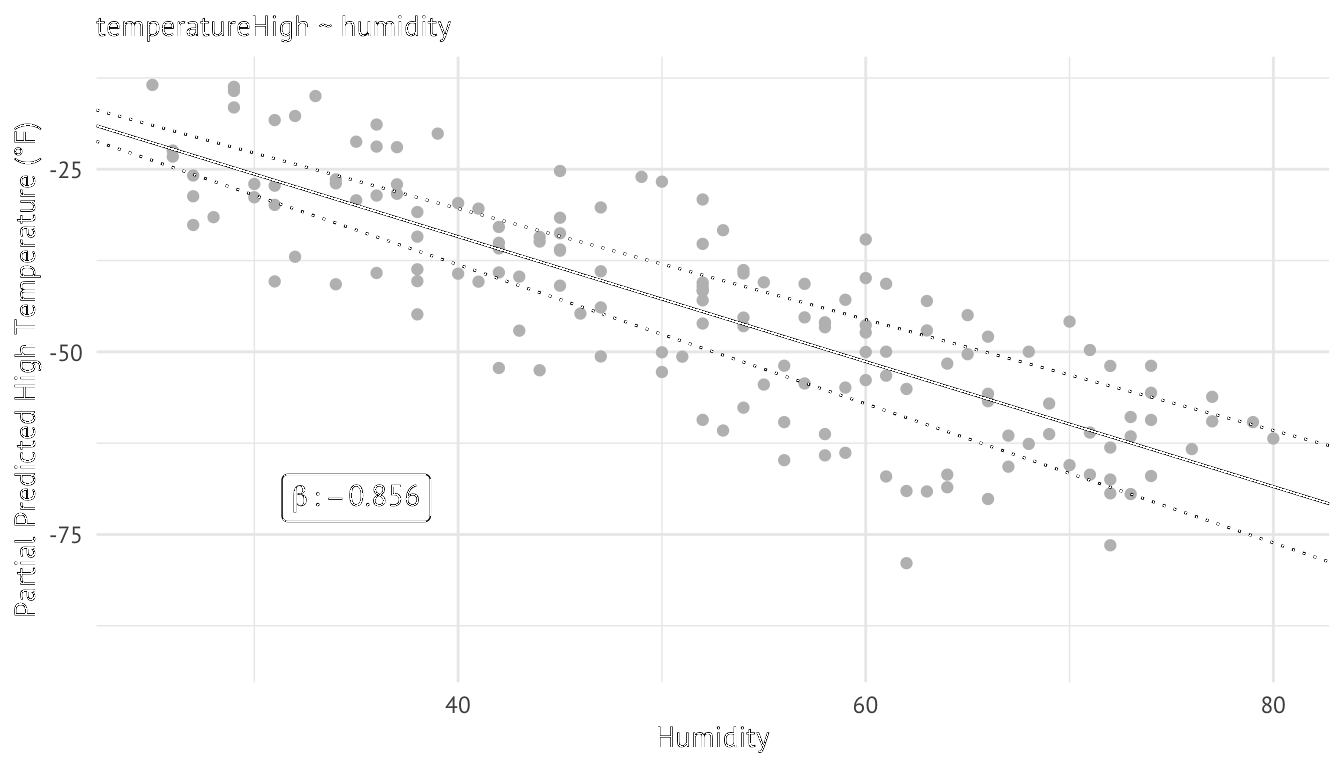 temperatureHigh ~ humidity
Partial Predicted High Temperature (°F)
-25
-50
-75
β : −0.856
40
60
80
Humidity